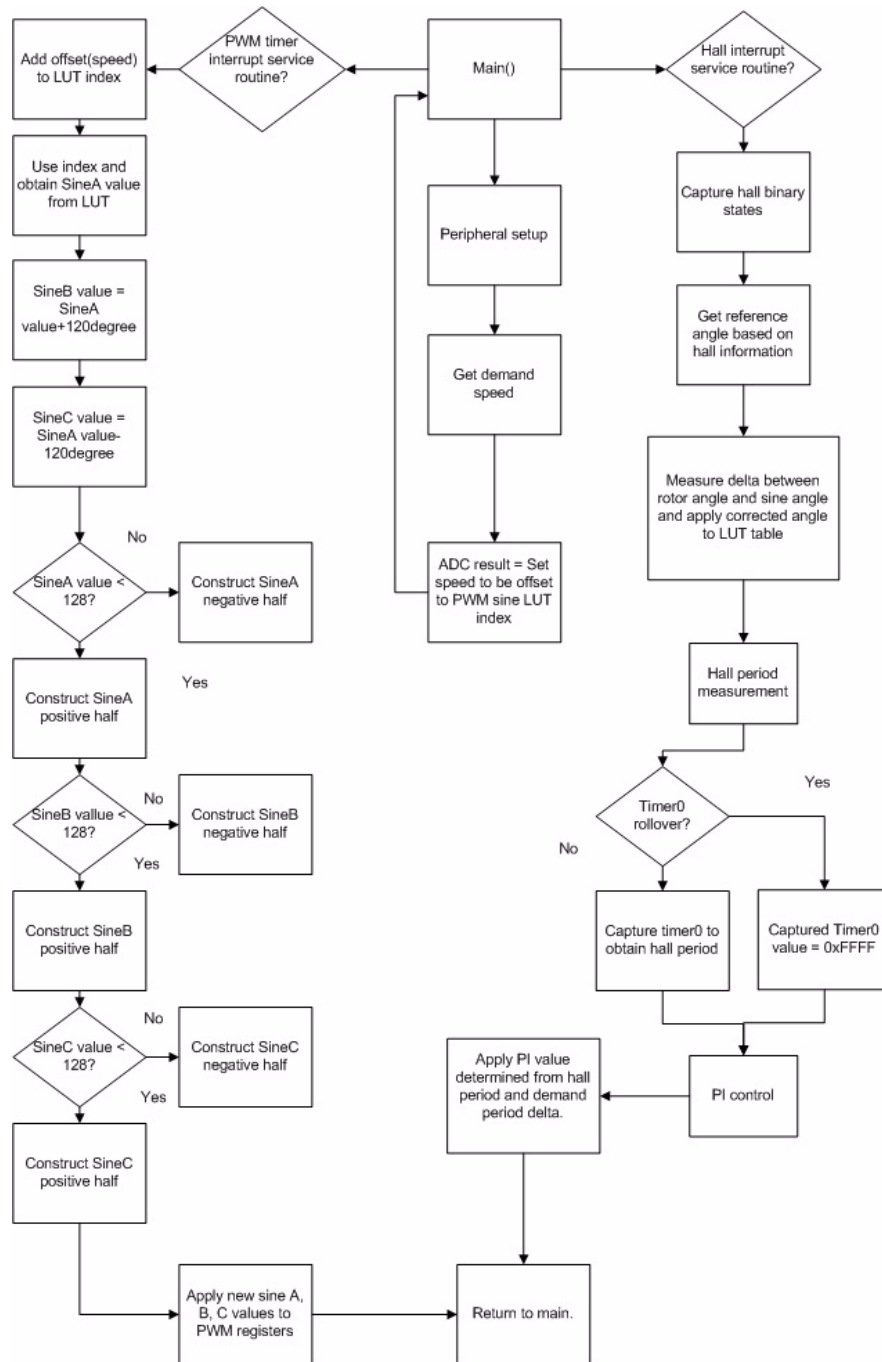 Add offset(speed)
to LUT index
PWM timer
interrupt service
routine?
Main()
Hall interrupt
service routine?
Use index and
obtain SineA value
from LUT
SineB value =
SineA
value+120degree
SineC value =
SineA value-
120degree
No
SineA value <
128?
Construct SineA
negative half
Yes
Construct SineA
positive half
SineB vallue <
128?
No
Construct SineB
negative half
Yes
Construct SineB
positive half
SineC value <
128?
No
Construct SineC
negative half
Yes
Construct SineC
positive half
Apply new sine A,
B, C values to
PWM registers
Peripheral setup
Get demand
speed
ADC result = Set
speed to be offset
to PWM sine LUT
index
Capture hall binary
states
Get reference
angle based on
hall information
Measure delta between
rotor angle and sine angle
and apply corrected angle
to LUT table
Hall period
measurement
Timer0
rollover?
Yes
No
Capture timer0 to
obtain hall period
Captured Timer0
value = 0xFFFF
PI control
Apply PI value
determined from hall
period and demand
period delta.
Return to main.